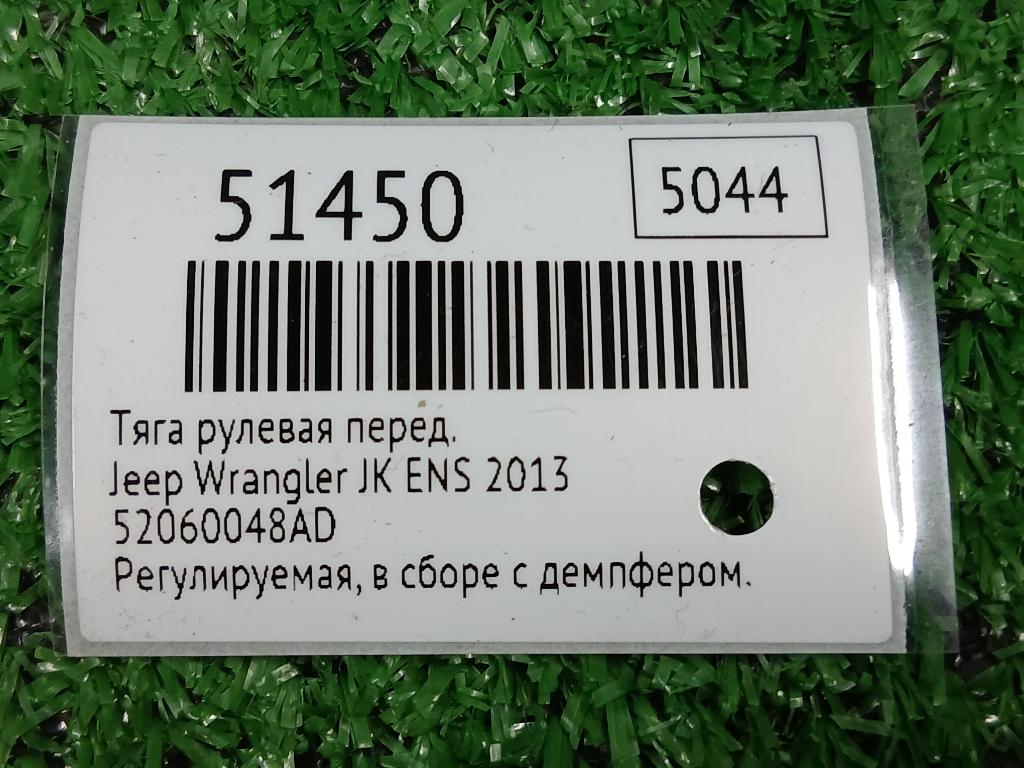 51450
5044
Тяга рулевая перед.
Jeep Wrangler JK ENS 2013
52060048AD
Регулируемая, в сборе с демпфером.